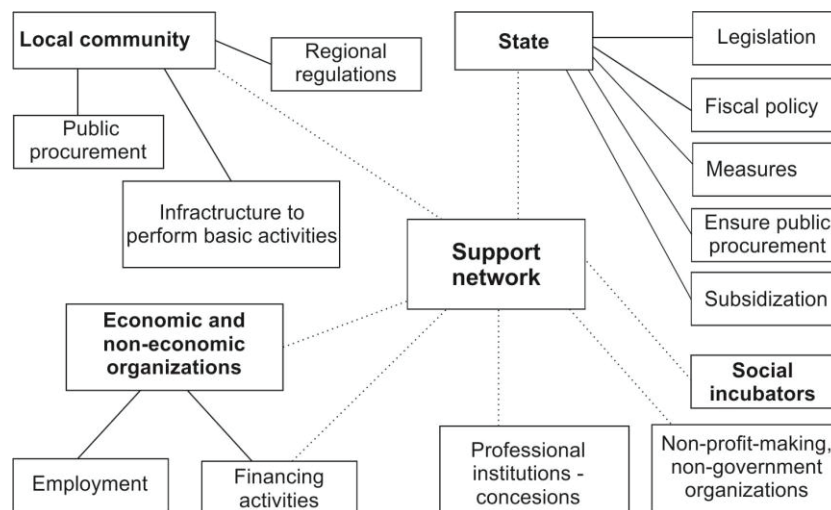 Local community
Regional
regulations
Public
procurement
Infractructure to
perform basic activities
State
Legislation
Fiscal policy
Measures
Ensure public
procurement
Subsidization
Support
network
Economic and
non-economic
organizations
Employment
Financing
activities
Professional
institutions -
concesions
Social
incubators
Non-profit-making,
non-government
organizations